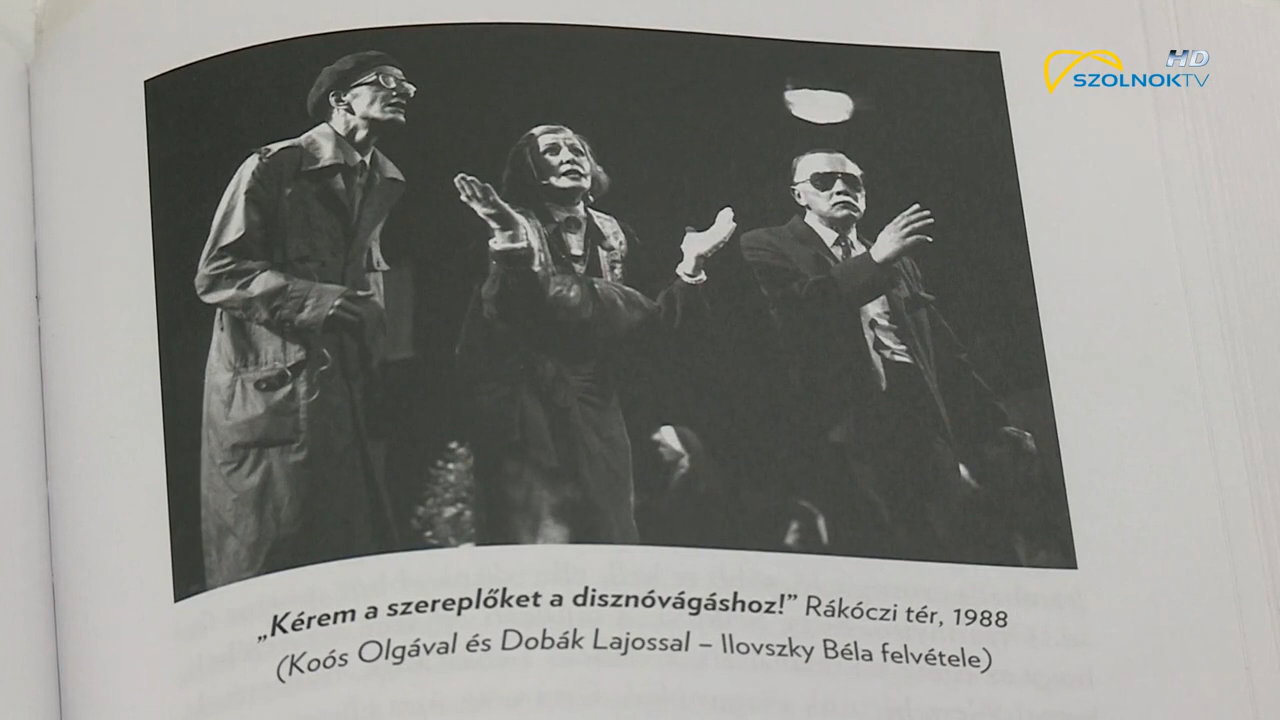 HD
SZOLNOKTV
„Kérem a szereplőket a disznóvágáshoz!” Rákóczi tér, 1988
(Koós Olgával és Dobák Lajossal – Ilovszky Béla felvétele)